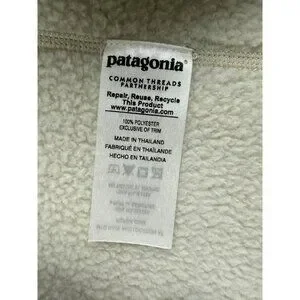 patagonia®
COMMON THREADS
PARTNERSHIP
Repair, Reuse, Recycle
This Product
www.patagonia.com
100% POLYESTER
EXCLUSIVE OF TRIM
MADE IN THAILAND
FABRIQUÉ EN THAÏLANDE
HECHO EN TAILANDIA